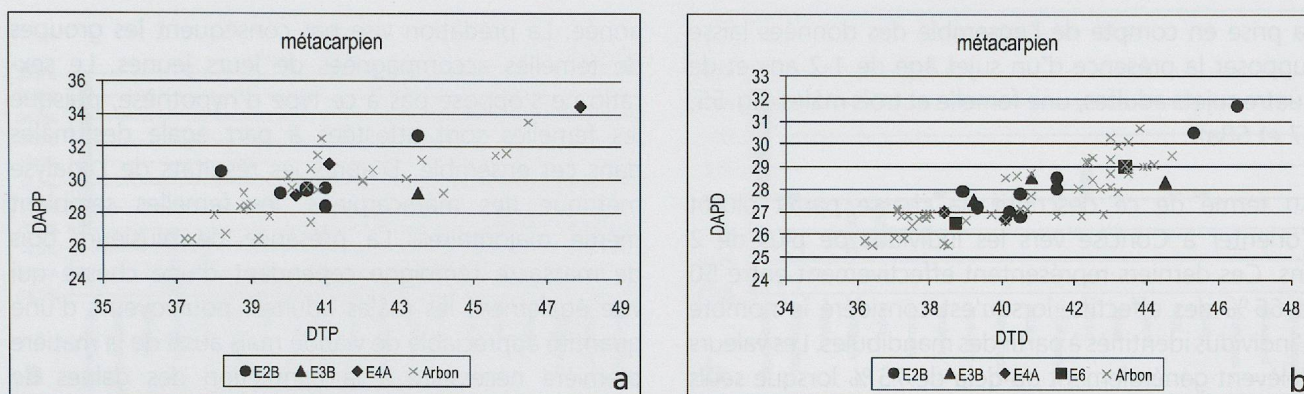 métacarpien
DAPP
36
34
32
30
28
26
24
35 37 39 41 43 45 47 49
DTP
E2B E3B E4A Arbon
a
métacarpien
DAPD
33
32
31
30
29
28
27
26
25
24
34 36 38 40 42 44 46 48
DTD
E2B E3B E4A E6 Arbon
b